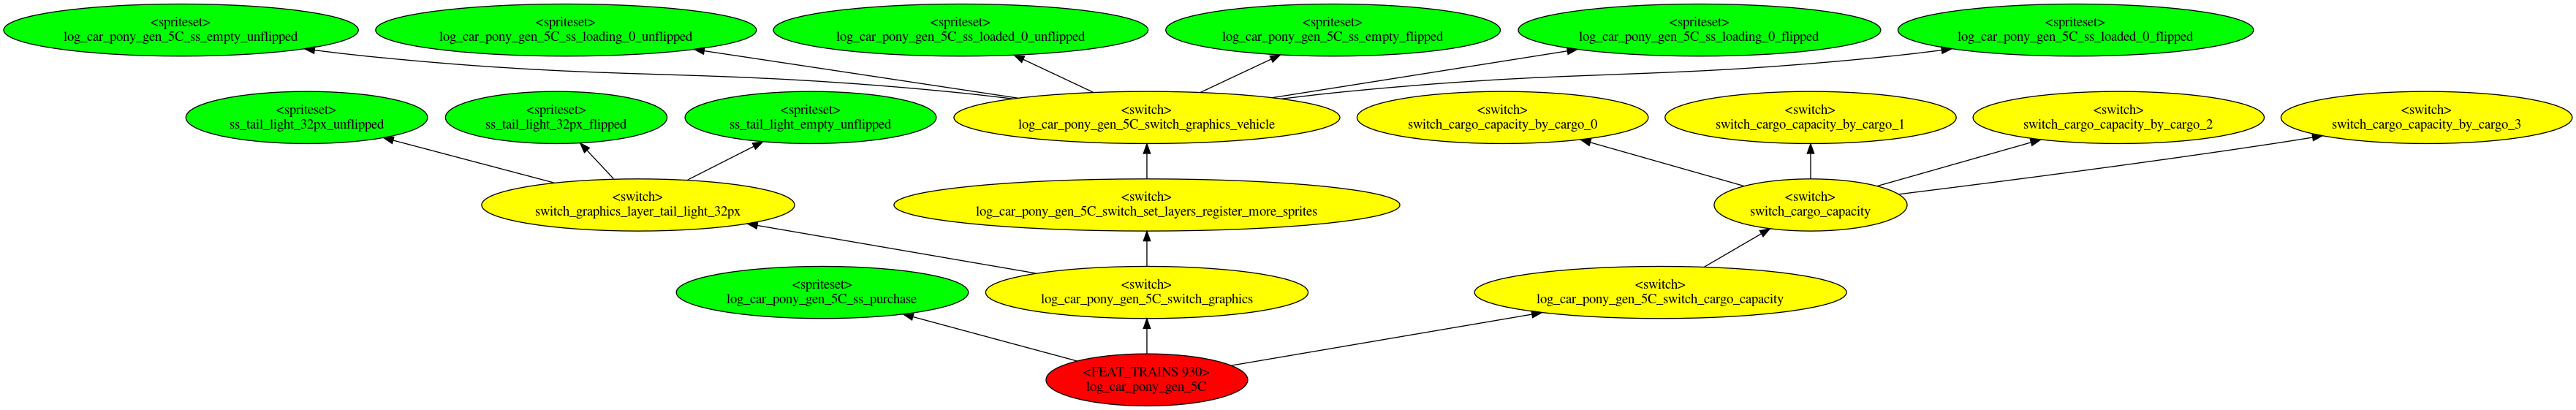 <spriteset>
log_car_pony_gen_5C_ss_empty_unflipped
<spriteset>
log_car_pony_gen_5C_ss_loading_0_unflipped
<spriteset>
log_car_pony_gen_5C_ss_loaded_0_unflipped
<spriteset>
log_car_pony_gen_5C_ss_empty_flipped
<spriteset>
log_car_pony_gen_5C_ss_loading_0_flipped
<spriteset>
log_car_pony_gen_5C_ss_loaded_0_flipped
<spriteset>
ss_tail_light_32px_unflipped
<spriteset>
ss_tail_light_32px_flipped
<spriteset>
ss_tail_light_empty_unflipped
<switch>
log_car_pony_gen_5C_switch_graphics_vehicle
<switch>
switch_cargo_capacity_by_cargo_0
<switch>
switch_cargo_capacity_by_cargo_1
<switch>
switch_cargo_capacity_by_cargo_2
<switch>
switch_cargo_capacity_by_cargo_3
<switch>
switch_graphics_layer_tail_light_32px
<switch>
log_car_pony_gen_5C_switch_set_layers_register_more_sprites
<switch>
switch_cargo_capacity
<spriteset>
log_car_pony_gen_5C_ss_purchase
<switch>
log_car_pony_gen_5C_switch_graphics
<switch>
log_car_pony_gen_5C_switch_cargo_capacity
<FEAT_TRAINS 930>
log_car_pony_gen_5C